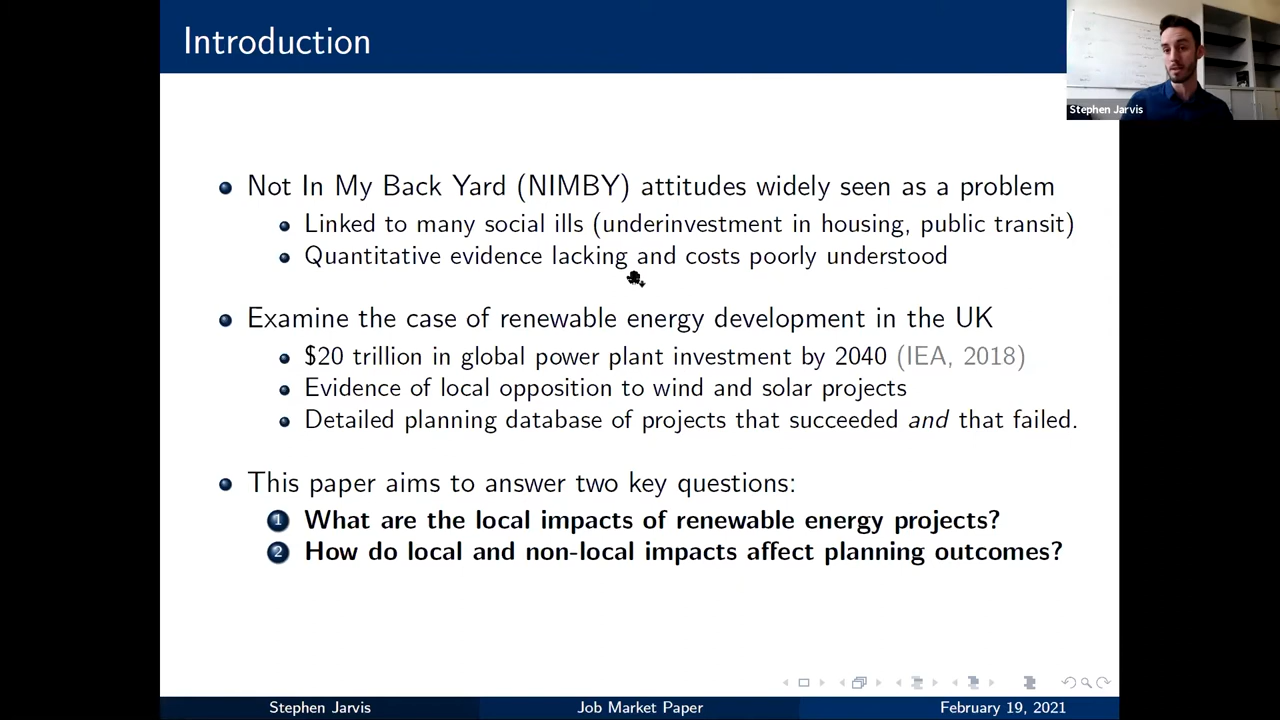 Introduction
Stephen Jarvis
Not In My Back Yard (NIMBY) attitudes widely seen as a problem
Linked to many social ills (underinvestment in housing, public transit)
Quantitative evidence lacking and costs poorly understood
Examine the case of renewable energy development in the UK
$20 trillion in global power plant investment by 2040 (IEA, 2018)
Evidence of local opposition to wind and solar projects
Detailed planning database of projects that succeeded and that failed.
This paper aims to answer two key questions:
1 What are the local impacts of renewable energy projects?
2 How do local and non-local impacts affect planning outcomes?
Stephen Jarvis Job Market Paper February 19, 2021